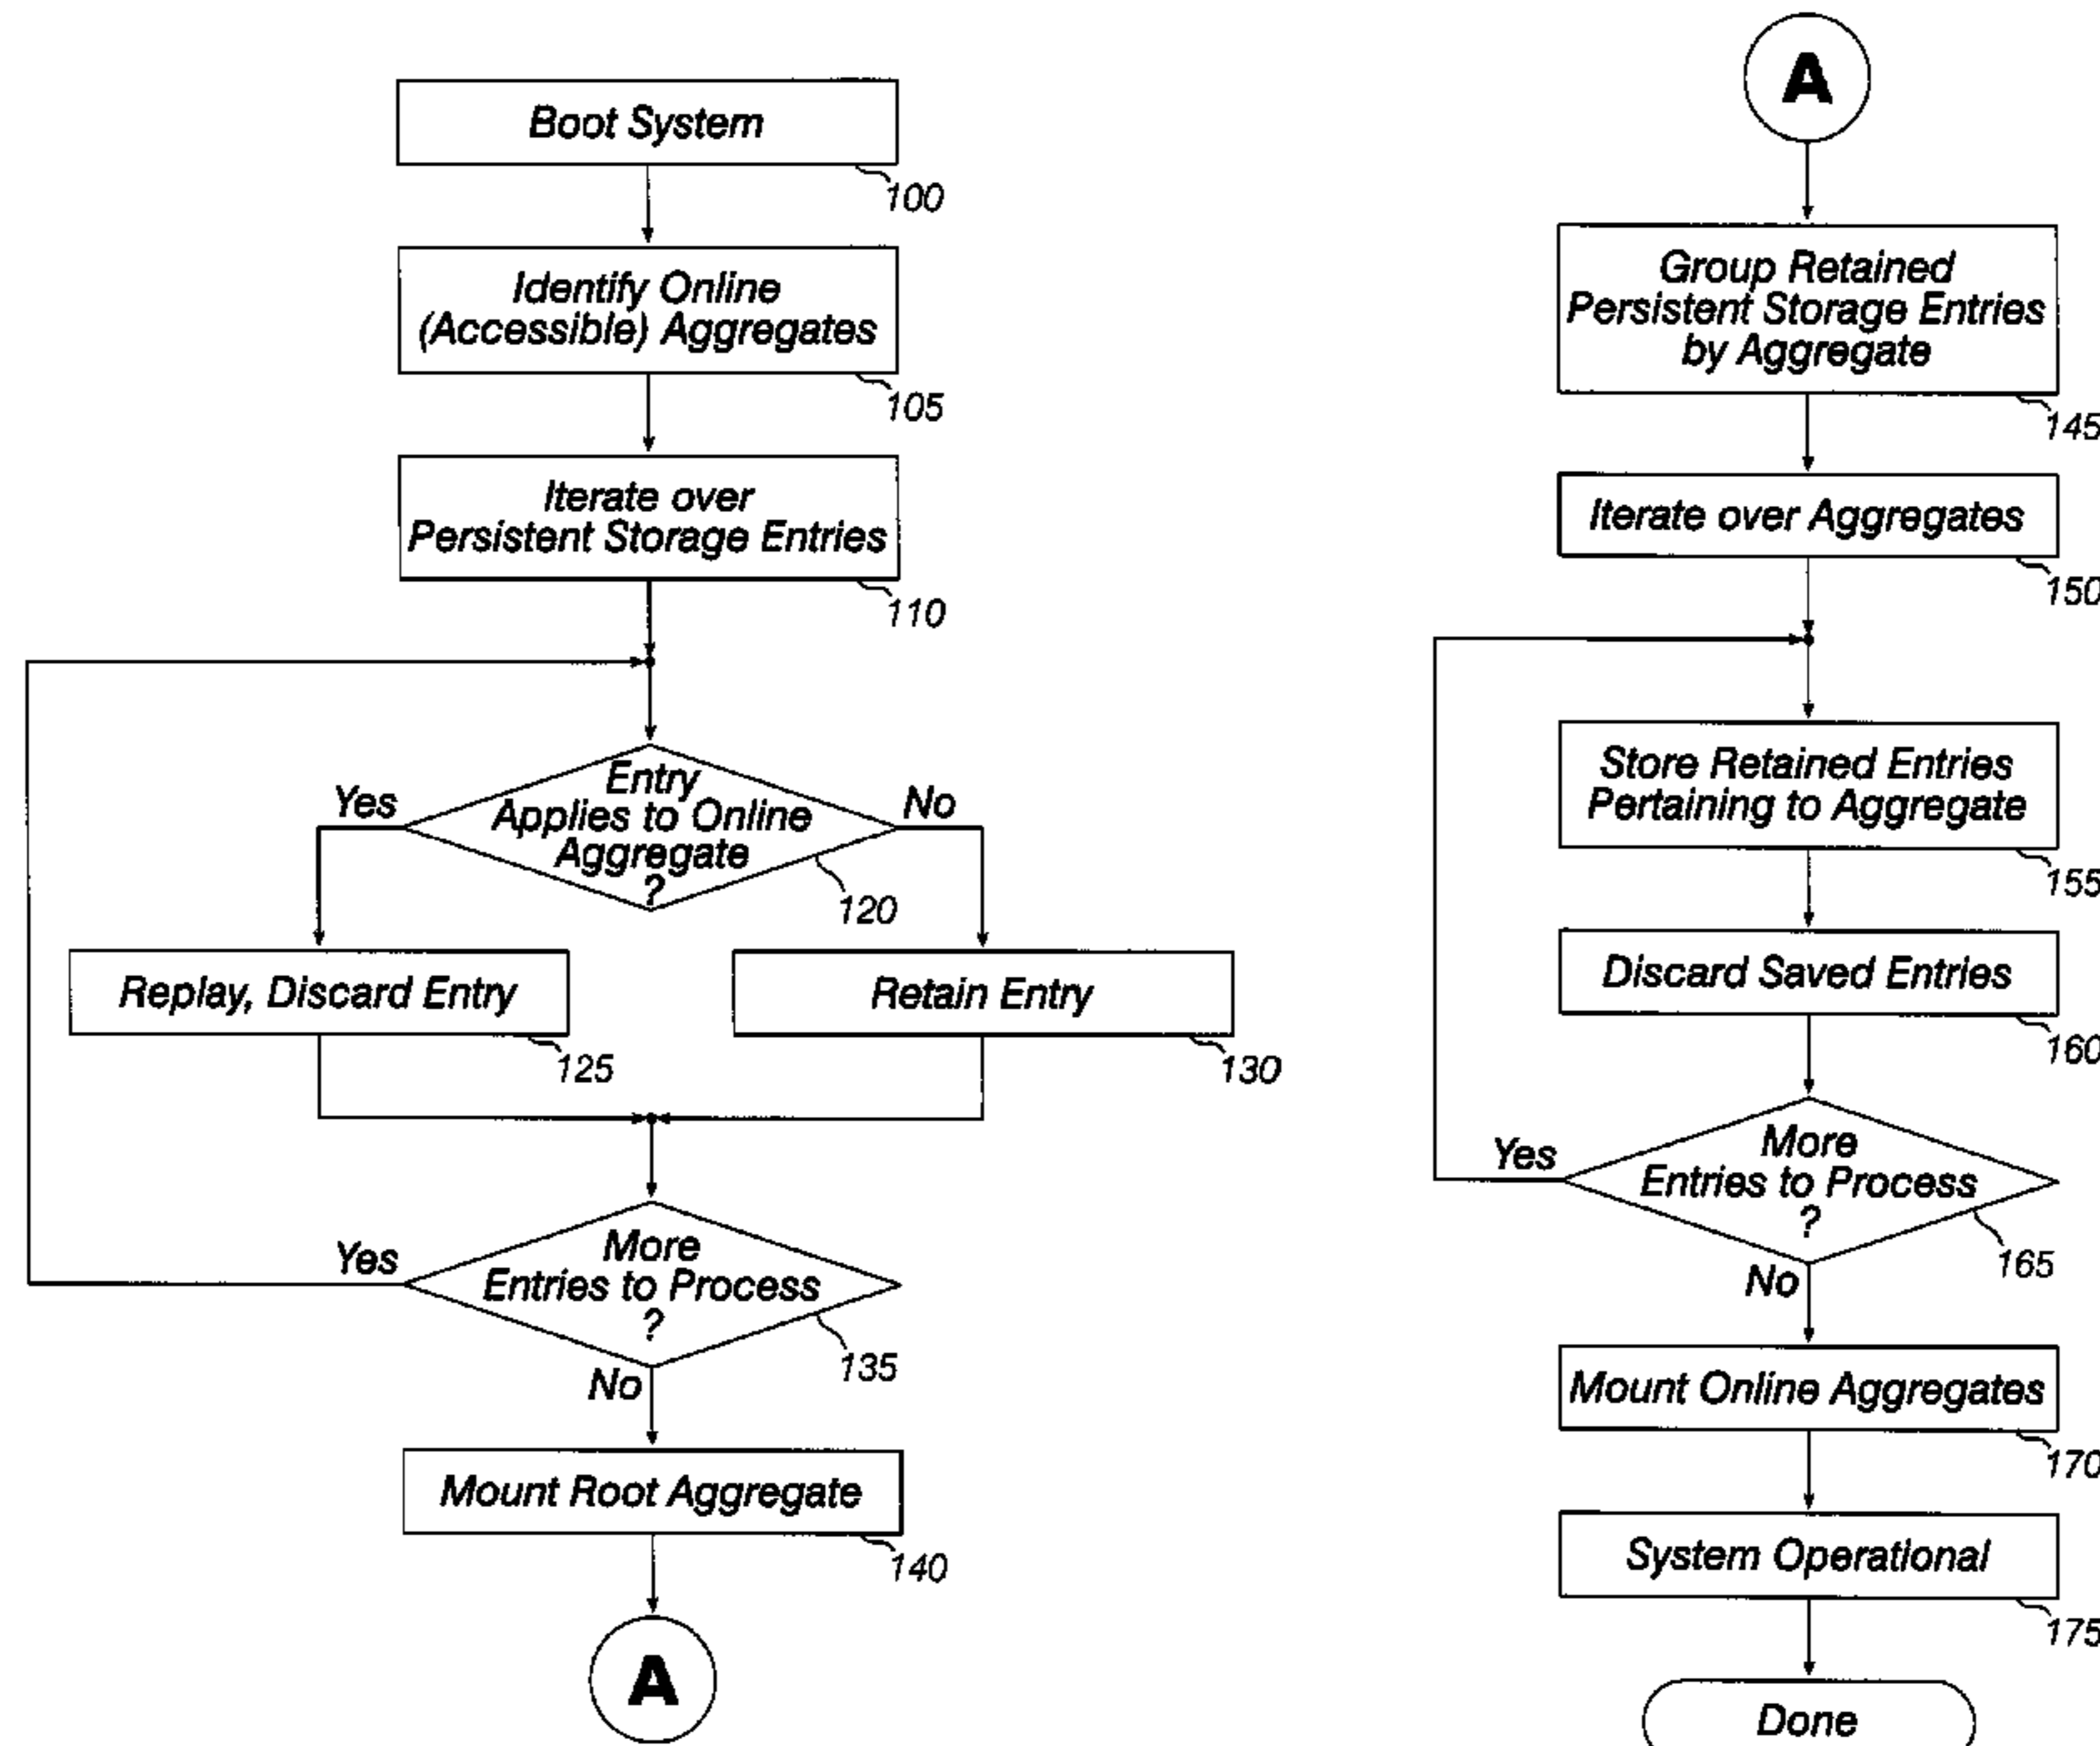 Boot System
100
Identify Online
(Accessible) Aggregates
105
Iterate over
Persistent Storage Entries
110
Entry
Applies to Online
Aggregate
?
120
Yes
No
Replay, Discard Entry
125
Retain Entry
130
More
Entries to Process
?
135
Yes
No
Mount Root Aggregate
140
A
A
Group Retained
Persistent Storage Entries
by Aggregate
145
Iterate over Aggregates
150
Store Retained Entries
Pertaining to Aggregate
155
Discard Saved Entries
160
More
Entries to Process
?
165
Yes
No
Mount Online Aggregates
170
System Operational
175
Done